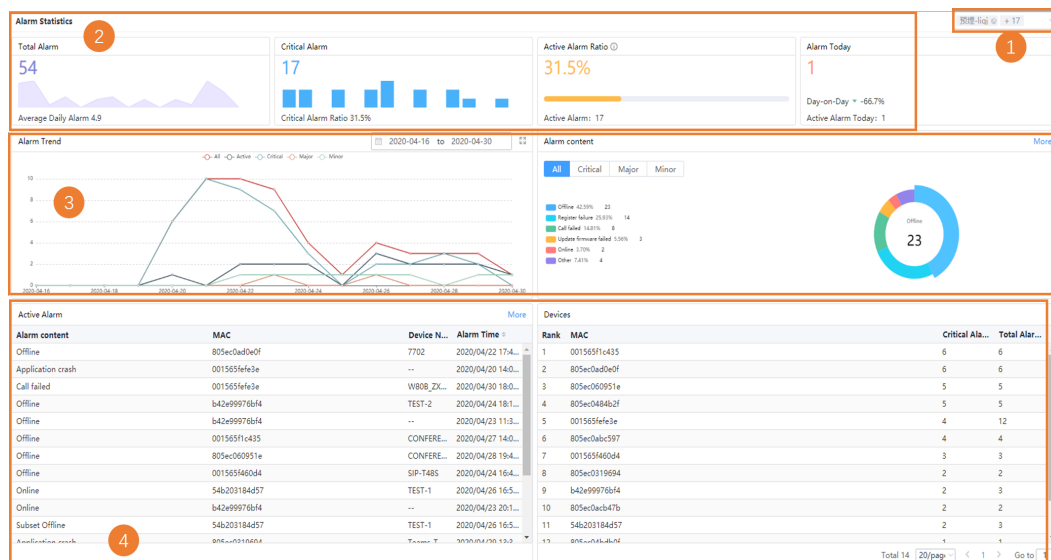 Alarm Statistics
预埋-liqj + 17
1
2
Total Alarm
Critical Alarm
Active Alarm Ratio
Alarm Today
54
17
31.5%
1
Day-on-Day -66.7%
Average Daily Alarm 4.9
Critical Alarm Ratio 31.5%
Active Alarm: 17
Active Alarm Today: 1
Alarm Trend
2020-04-16 to 2020-04-30
Alarm content
More
All Active Critical Major Minor
All Critical Major Minor
10
8
6
4
2
0
3
2020-04-16 2020-04-18 2020-04-20 2020-04-22 2020-04-24 2020-04-26 2020-04-28 2020-04-30
Offline 42.59% 23
Register failure 25.93% 14
Call failed 14.81% 8
Update firmware failed 5.56% 3
Online 3.70% 2
Other 7.41% 4
Offline
23
Active Alarm
More
Alarm content MAC Device N... Alarm Time
Offline 805ec0ad0e0f 7702 2020/04/22 17:4...
Application crash 001565fefe3e -- 2020/04/20 14:0...
Call failed 001565fefe3e W80B_ZX... 2020/04/30 18:0...
Offline b42e99976bf4 TEST-2 2020/04/24 18:1...
Offline b42e99976bf4 -- 2020/04/23 11:3...
Offline 001565f1c435 CONFERE... 2020/04/27 14:0...
Offline 805ec060951e CONFERE... 2020/04/28 19:4...
Offline 001565f460d4 SIP-T48S 2020/04/24 16:4...
Online 54b203184d57 TEST-1 2020/04/26 16:5...
Online b42e99976bf4 -- 2020/04/23 20:1...
Subset Offline 54b203184d57 TEST-1 2020/04/26 16:5...
Application crash 805ec0319694
4
Devices
Rank MAC Critical Ala... Total Alar...
1 001565f1c435 6 6
2 805ec0ad0e0f 6 6
3 805ec060951e 5 5
4 805ec0484b2f 5 5
5 001565fefe3e 4 12
6 805ec0abc597 4 4
7 001565f460d4 3 3
8 805ec0319694 2 2
9 b42e99976bf4 2 3
10 805ec0acb47b 2 2
11 54b203184d57 2 3
12 1 1
Total 14 20/page < 1 > Go to 1